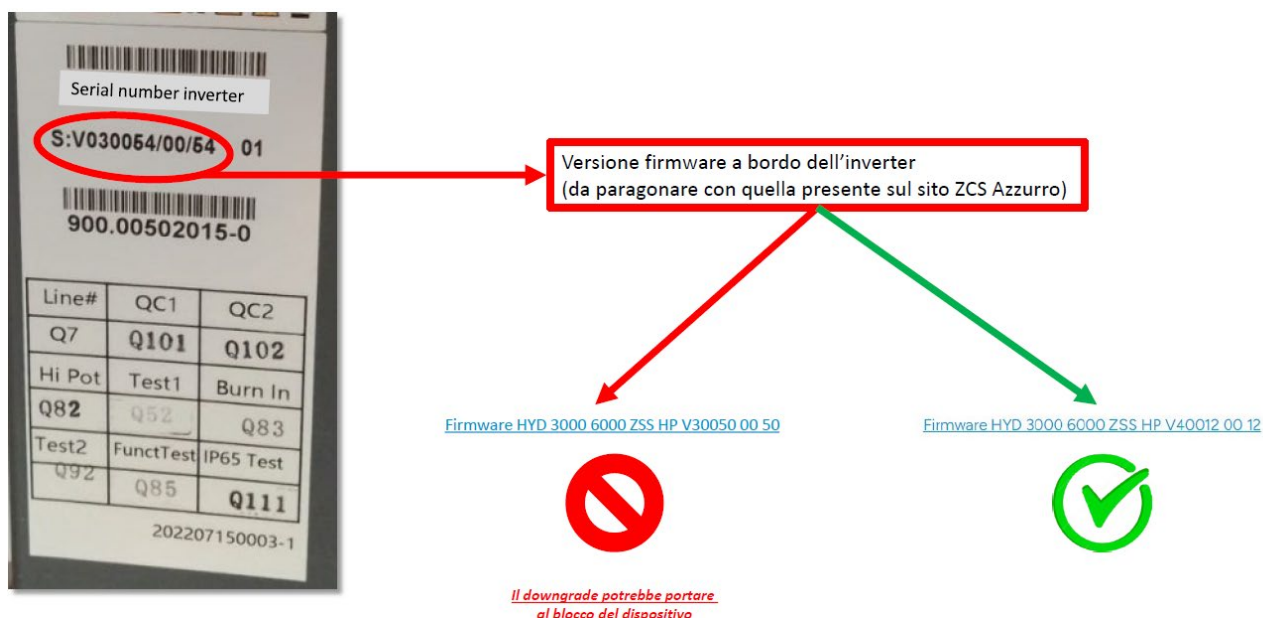 Serial number inverter
S:V030054/00/54 01
900.00502015-0
Line# QC1 QC2
Q7 Q101 Q102
Hi Pot Test1 Burn In
Q82 Q52 Q83
Test2 FunctTest IP65 Test
Q92 Q85 Q111
202207150003-1
Versione firmware a bordo dell'inverter
(da paragonare con quella presente sul sito ZCS Azzurro)
Firmware HYD 3000 6000 ZSS HP V30050 00 50
Firmware HYD 3000 6000 ZSS HP V40012 00 12
Il downgrade potrebbe portare
al blocco del dispositivo